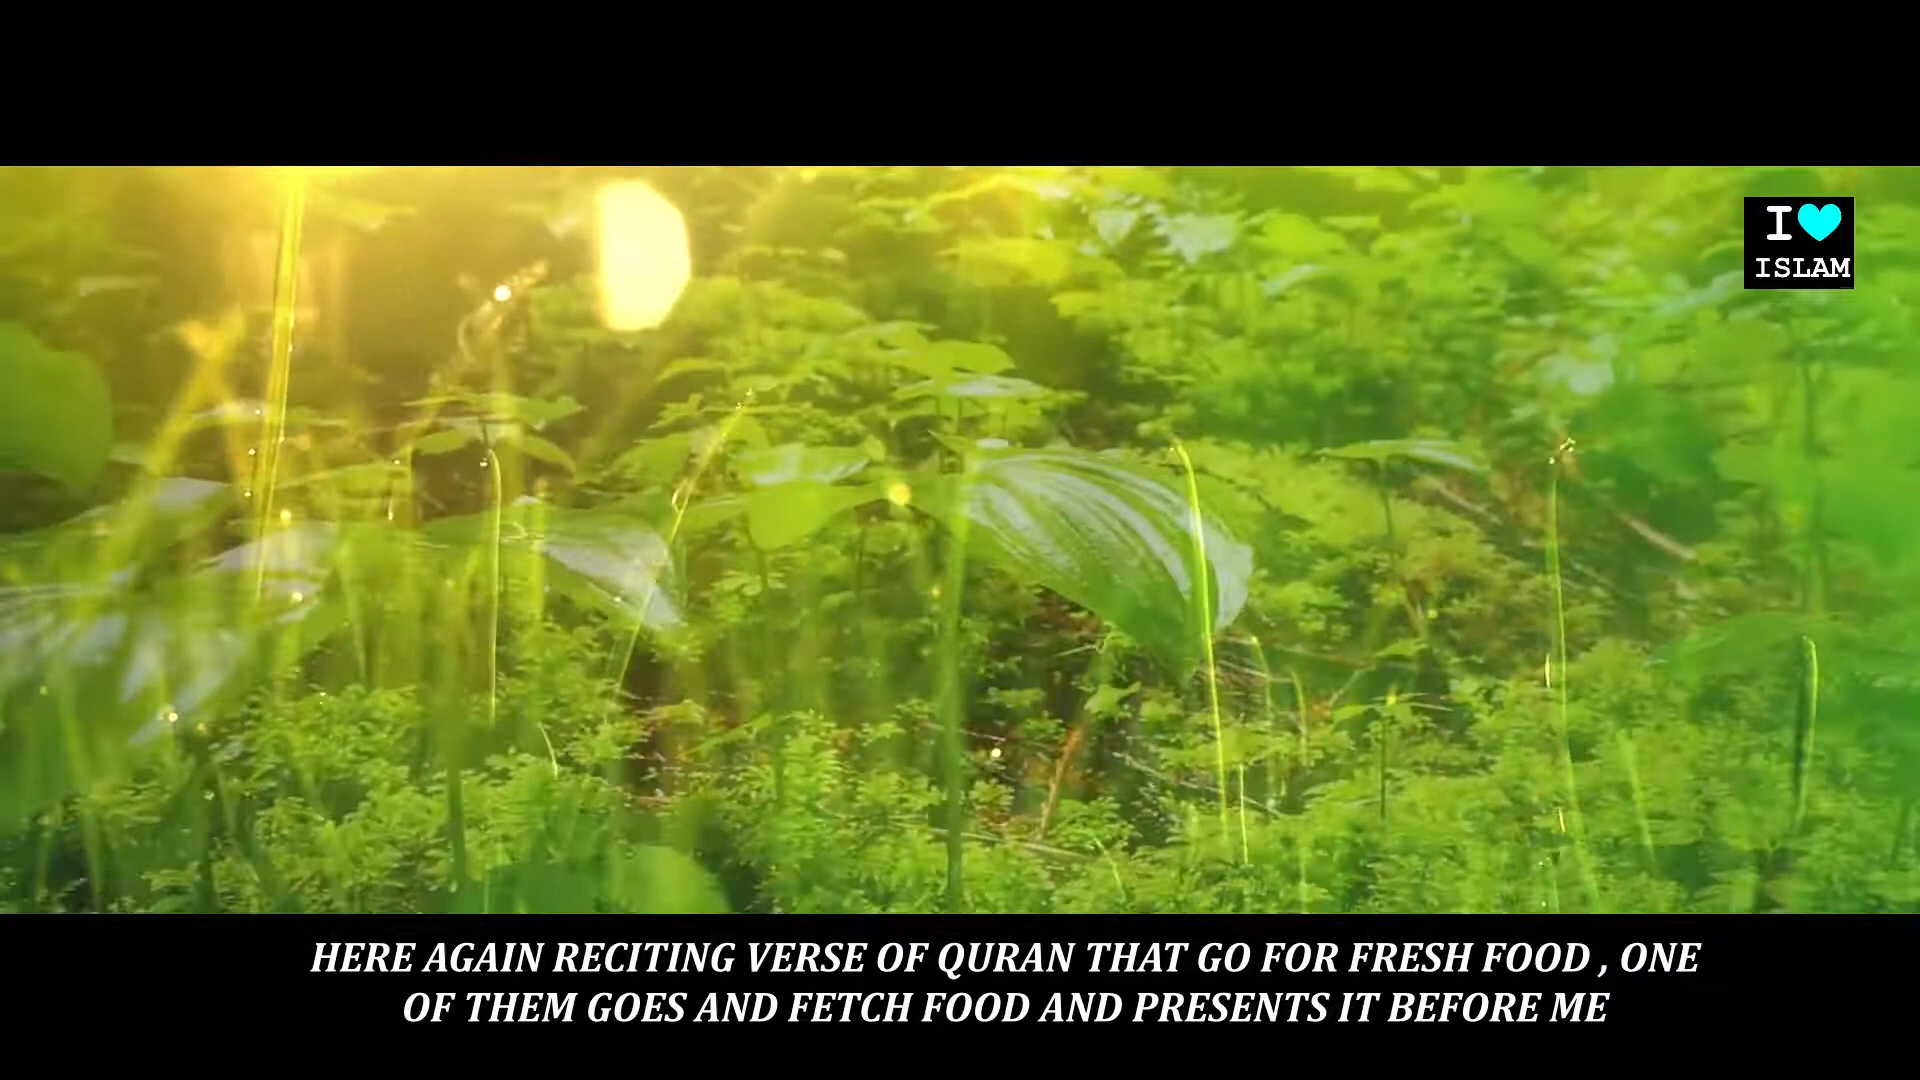 I
ISLAM
HERE AGAIN RECITING VERSE OF QURAN THAT GO FOR FRESH FOOD , ONE
OF THEM GOES AND FETCH FOOD AND PRESENTS IT BEFORE ME